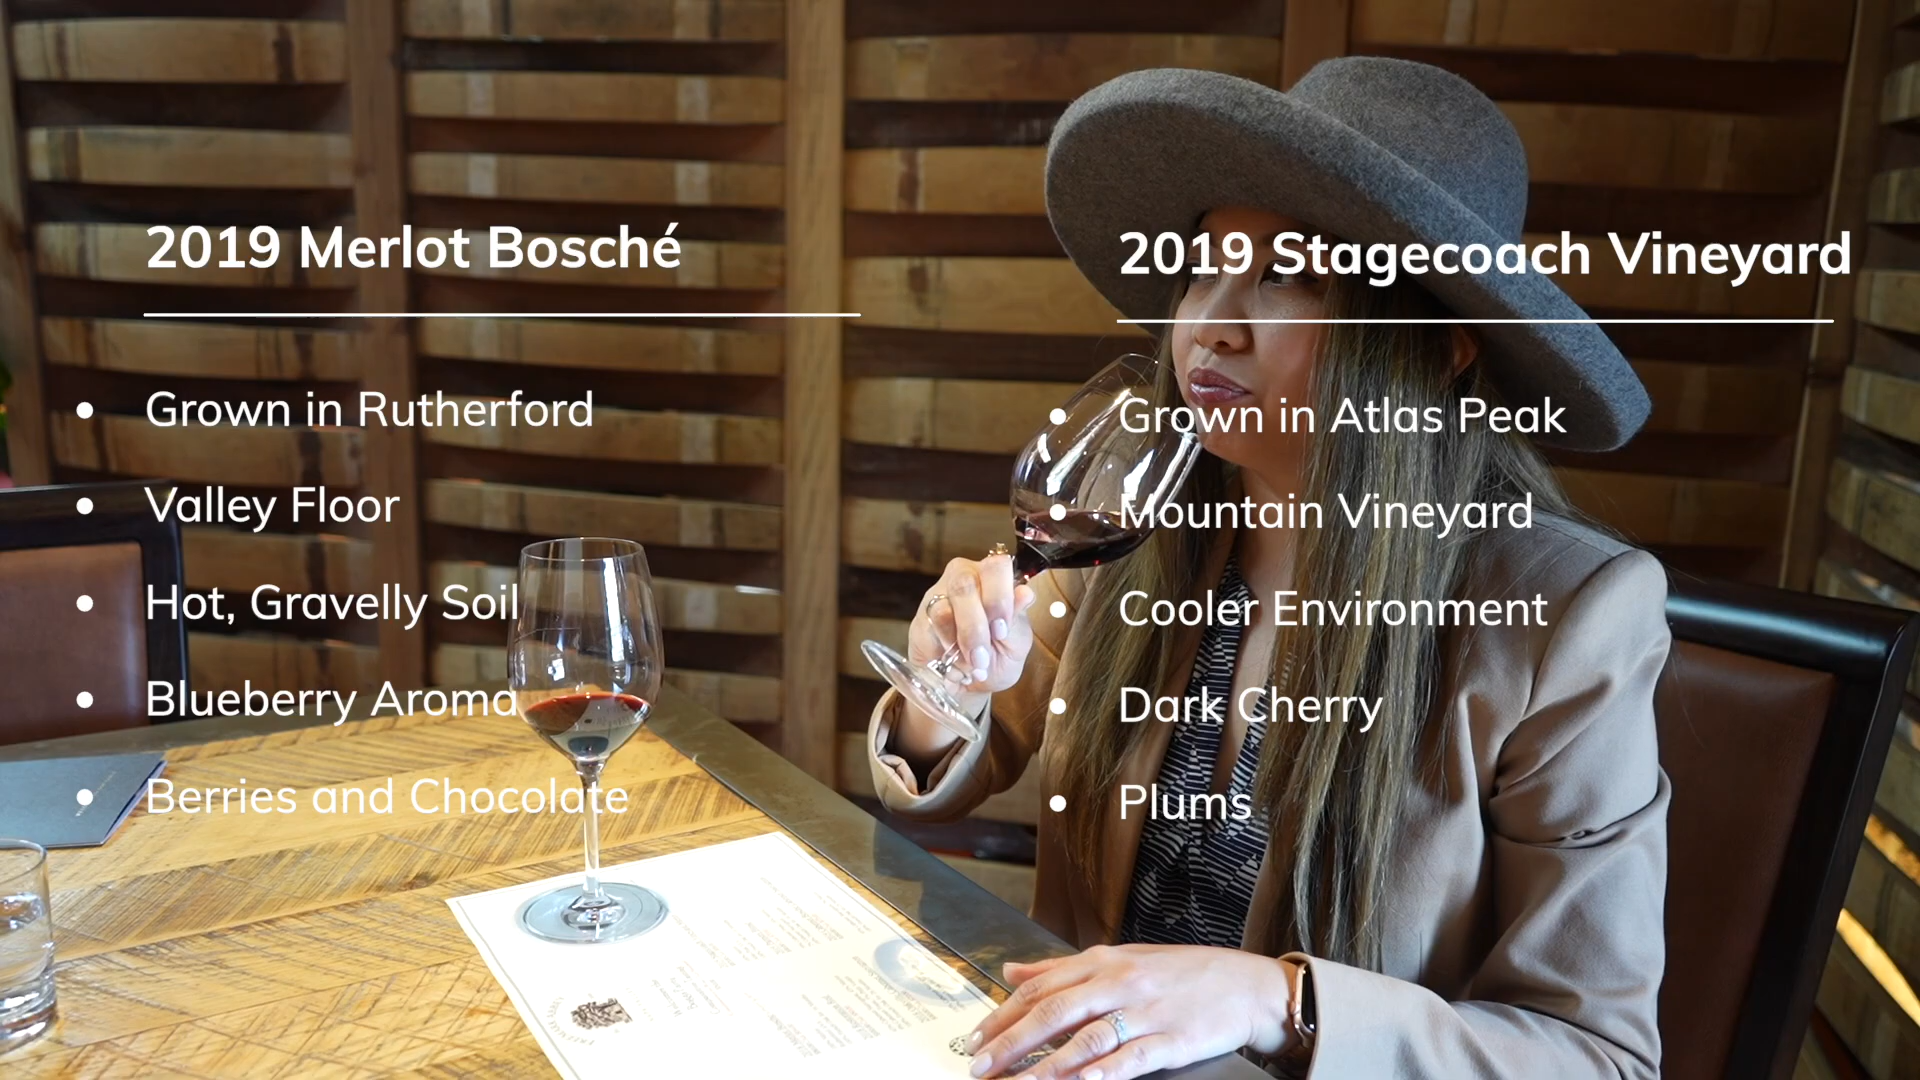 2019 Merlot Bosché
Grown in Rutherford
Valley Floor
Hot, Gravelly Soil
Blueberry Aroma
Berries and Chocolate
2019 Stagecoach Vineyard
Grown in Atlas Peak
Mountain Vineyard
Cooler Environment
Dark Cherry
Plums